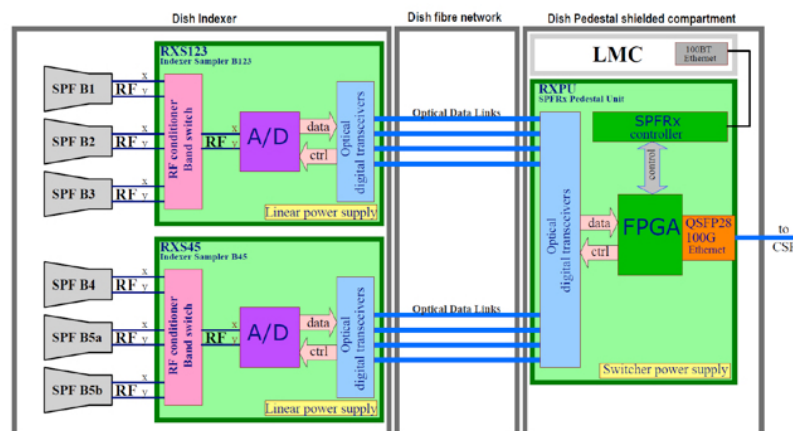 Dish Indexer
Dish fibre network
Dish Pedestal shielded compartment
RXS123
Indexer Sampler B123
SPF B1
x
RF y
SPF B2
x
RF y
SPF B3
x
RF y
RF conditioner
Band switch
x
RF y
A/D
data
ctrl
Optical
digital transceivers
Linear power supply
Optical Data Links
RXS45
Indexer Sampler B45
SPF B4
x
RF y
SPF B5a
x
RF y
SPF B5b
x
RF y
RF conditioner
Band switch
x
RF y
A/D
data
ctrl
Optical
digital transceivers
Linear power supply
Optical Data Links
LMC
100BT
Ethernet
RXPU
SPFRx Pedestal Unit
SPFRx
controller
control
Optical
digital transceivers
data
ctrl
FPGA
QSFP28
100G
Ethernet
Switcher power supply
to